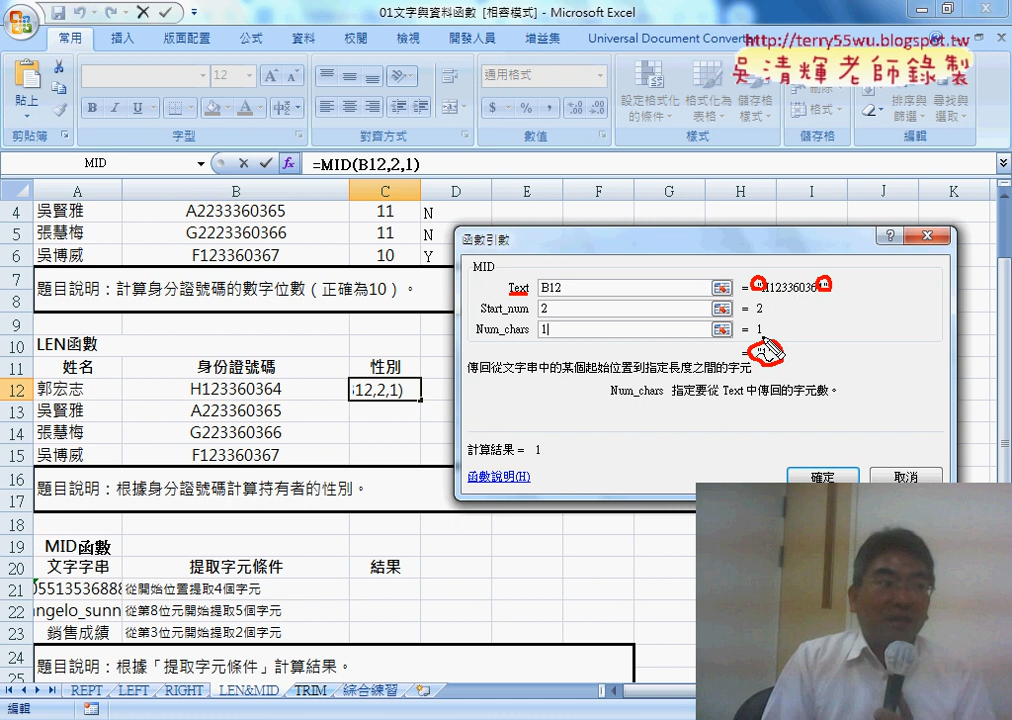 01文字與資料函數 [相容模式] - Microsoft Excel
常用 插入 版面配置 公式 資料 校閱 檢視 開發人員 增益集 Universal Document Converter
http://terry55wu.blogspot.tw
吳清輝老師錄製
貼上 12 A A 通用格式 設定格式化的條件 格式化為表格 儲存格樣式 刪除 格式 排序與篩選 尋找與選取
B I U $ % ,
剪貼簿 字型 對齊方式 數值 樣式 儲存格 編輯
MID =MID(B12,2,1)
A B C D E F G H I J K
4 吳賢雅 A2233360365 11 N
5 張慧梅 G2223360366 11 N
6 吳博威 F123360367 10 Y
7 題目說明：計算身分證號碼的數字位數（正確為10）。
8
9
10 LEN函數
11 姓名 身份證號碼 性別
12 郭宏志 H123360364 12,2,1)
13 吳賢雅 A223360365
14 張慧梅 G223360366
15 吳博威 F123360367
16 題目說明：根據身分證號碼計算持有者的性別。
17
18
19 MID函數
20 文字字串 提取字元條件 結果
21 0551353688 從開始位置提取4個字元
22 angelo_sunn 從第8位元開始提取5個字元
23 銷售成績 從第3位元開始提取2個字元
24 題目說明：根據「提取字元條件」計算結果。
25
函數引數
MID
Text B12 = "H12336036
Start_num 2 = 2
Num_chars 1 = 1
= "1"
傳回從文字串中的某個起始位置到指定長度之間的字元
Num_chars 指定要從 Text 中傳回的字元數。
計算結果 = 1
函數說明(H) 確定 取消
REPT LEFT RIGHT LEN&MID TRIM 綜合練習
編輯